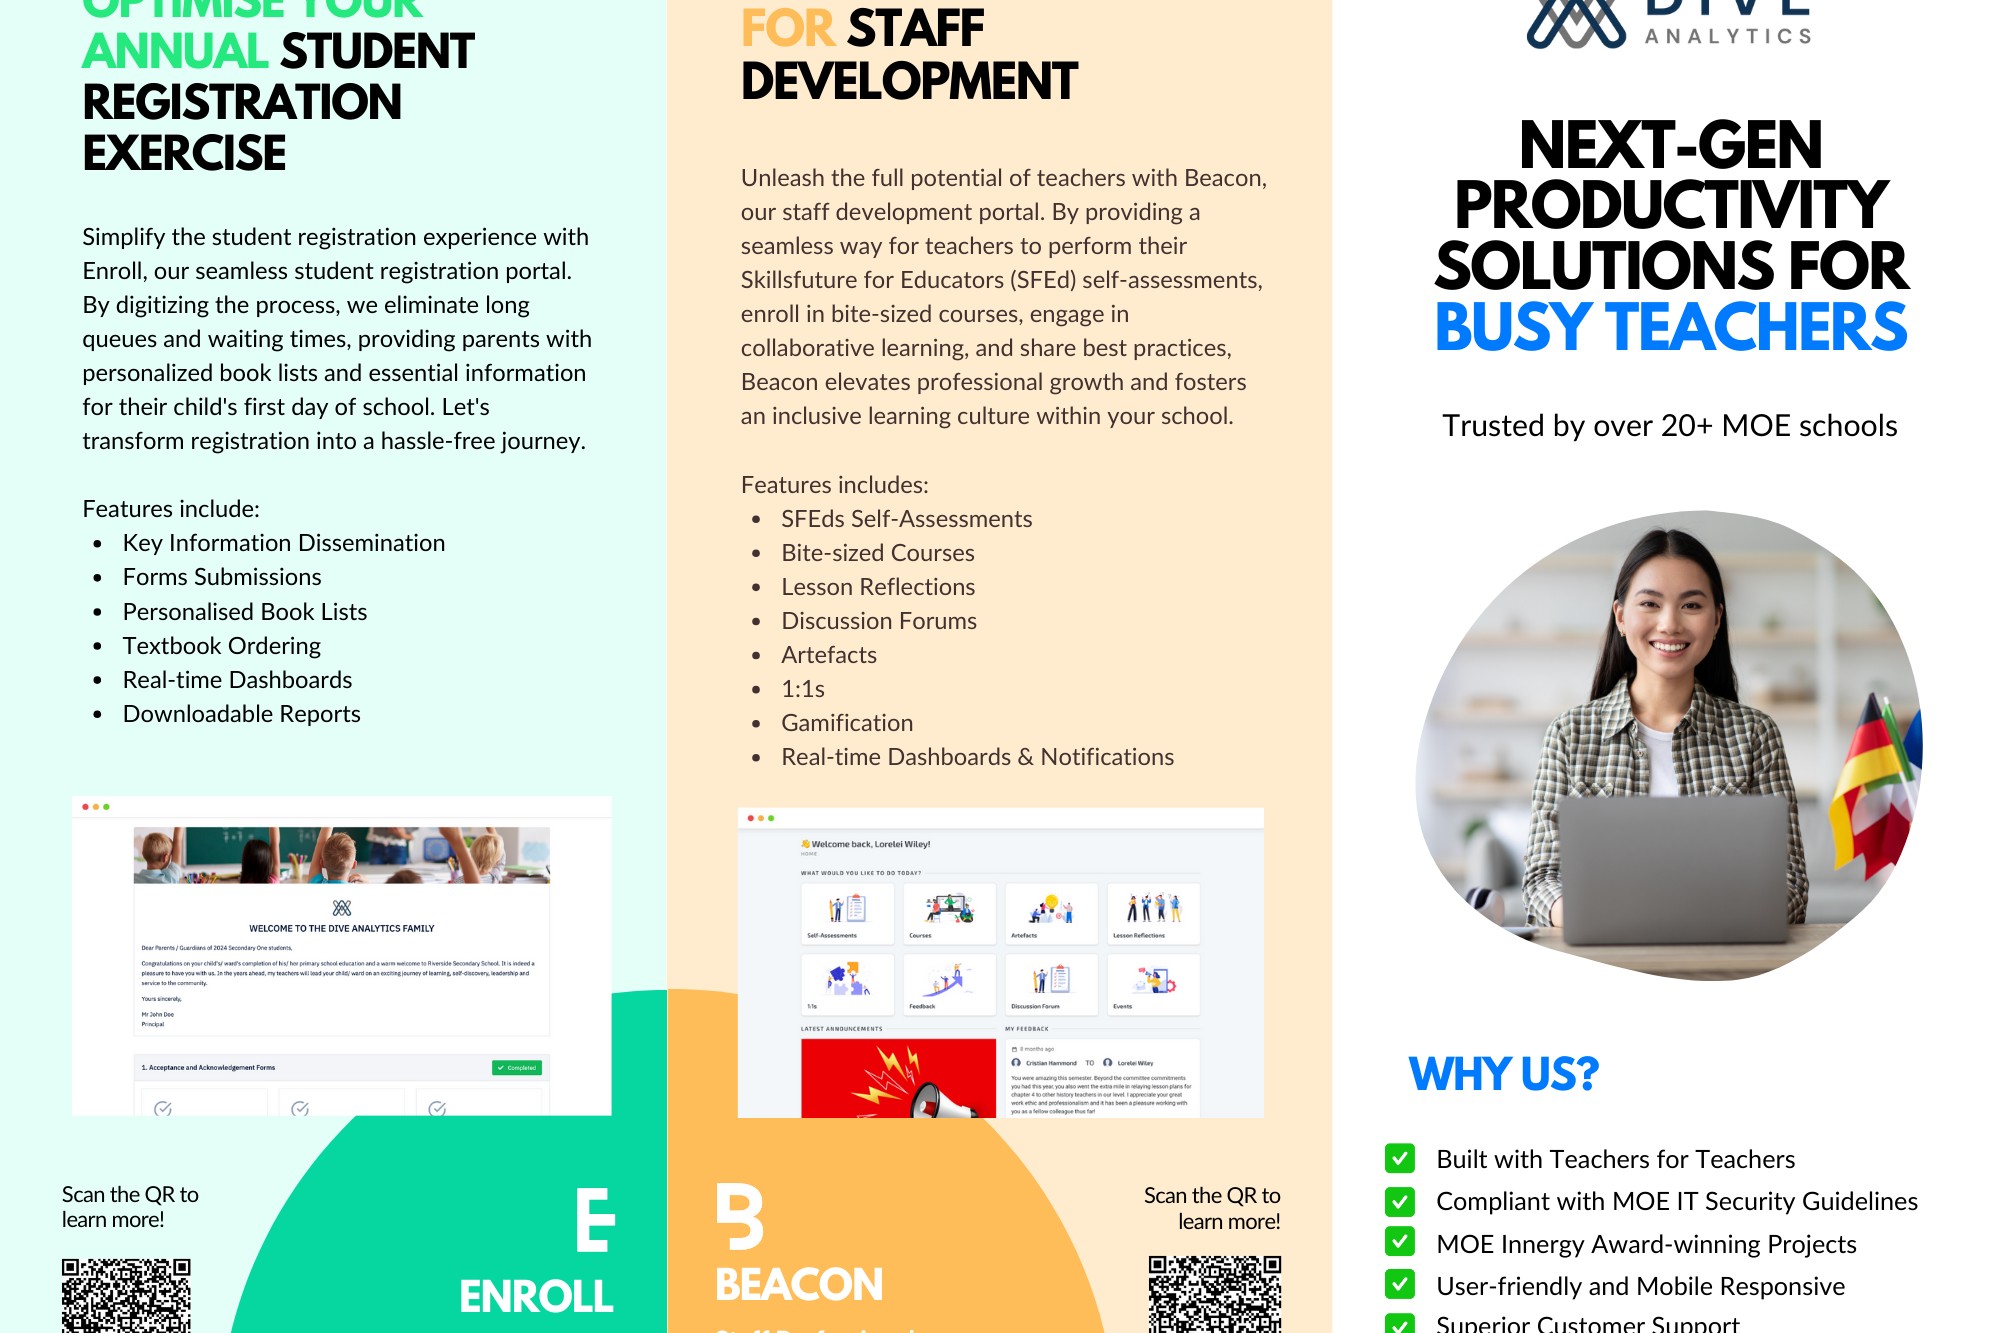 OPTIMISE YOUR
ANNUAL STUDENT
REGISTRATION
EXERCISE
Simplify the student registration experience with
Enroll, our seamless student registration portal.
By digitizing the process, we eliminate long
queues and waiting times, providing parents with
personalized book lists and essential information
for their child's first day of school. Let's
transform registration into a hassle-free journey.
Features include:
• Key Information Dissemination
• Forms Submissions
• Personalised Book Lists
• Textbook Ordering
• Real-time Dashboards
• Downloadable Reports
WELCOME TO THE DIVE ANALYTICS FAMILY
Dear Parents / Guardians of 2024 Secondary One students,
Congratulations on your child's/ ward's completion of his/ her primary school education and a warm welcome to Riverside Secondary School. It is indeed a
pleasure to have you with us. In the years ahead, my teachers will lead your child/ ward on an exciting journey of learning, self-discovery, leadership and
service to the community.
Yours sincerely,
Mr John Doe
Principal
1. Acceptance and Acknowledgement Forms
Completed
Scan the QR to
learn more!
E
ENROLL
FOR STAFF
DEVELOPMENT
Unleash the full potential of teachers with Beacon,
our staff development portal. By providing a
seamless way for teachers to perform their
Skillsfuture for Educators (SFEd) self-assessments,
enroll in bite-sized courses, engage in
collaborative learning, and share best practices,
Beacon elevates professional growth and fosters
an inclusive learning culture within your school.
Features includes:
• SFEds Self-Assessments
• Bite-sized Courses
• Lesson Reflections
• Discussion Forums
• Artefacts
• 1:1s
• Gamification
• Real-time Dashboards & Notifications
👋 Welcome back, Lorelei Wiley!
HOME
WHAT WOULD YOU LIKE TO DO TODAY?
Self-Assessments
Courses
Artefacts
Lesson Reflections
1:1s
Feedback
Discussion Forum
Events
LATEST ANNOUNCEMENTS
MY FEEDBACK
8 months ago
Cristian Hammond TO Lorelei Wiley
You were amazing this semester. Beyond the committee commitments
you had this year, you also went the extra mile in relaying lesson plans for
chapter 4 to other history teachers in our level. I appreciate your great
work ethic and professionalism and it has been a pleasure working with
you as a fellow colleague thus far!
B
BEACON
Scan the QR to
learn more!
DIVE
ANALYTICS
NEXT-GEN
PRODUCTIVITY
SOLUTIONS FOR
BUSY TEACHERS
Trusted by over 20+ MOE schools
WHY US?
Built with Teachers for Teachers
Compliant with MOE IT Security Guidelines
MOE Innergy Award-winning Projects
User-friendly and Mobile Responsive
Superior Customer Support